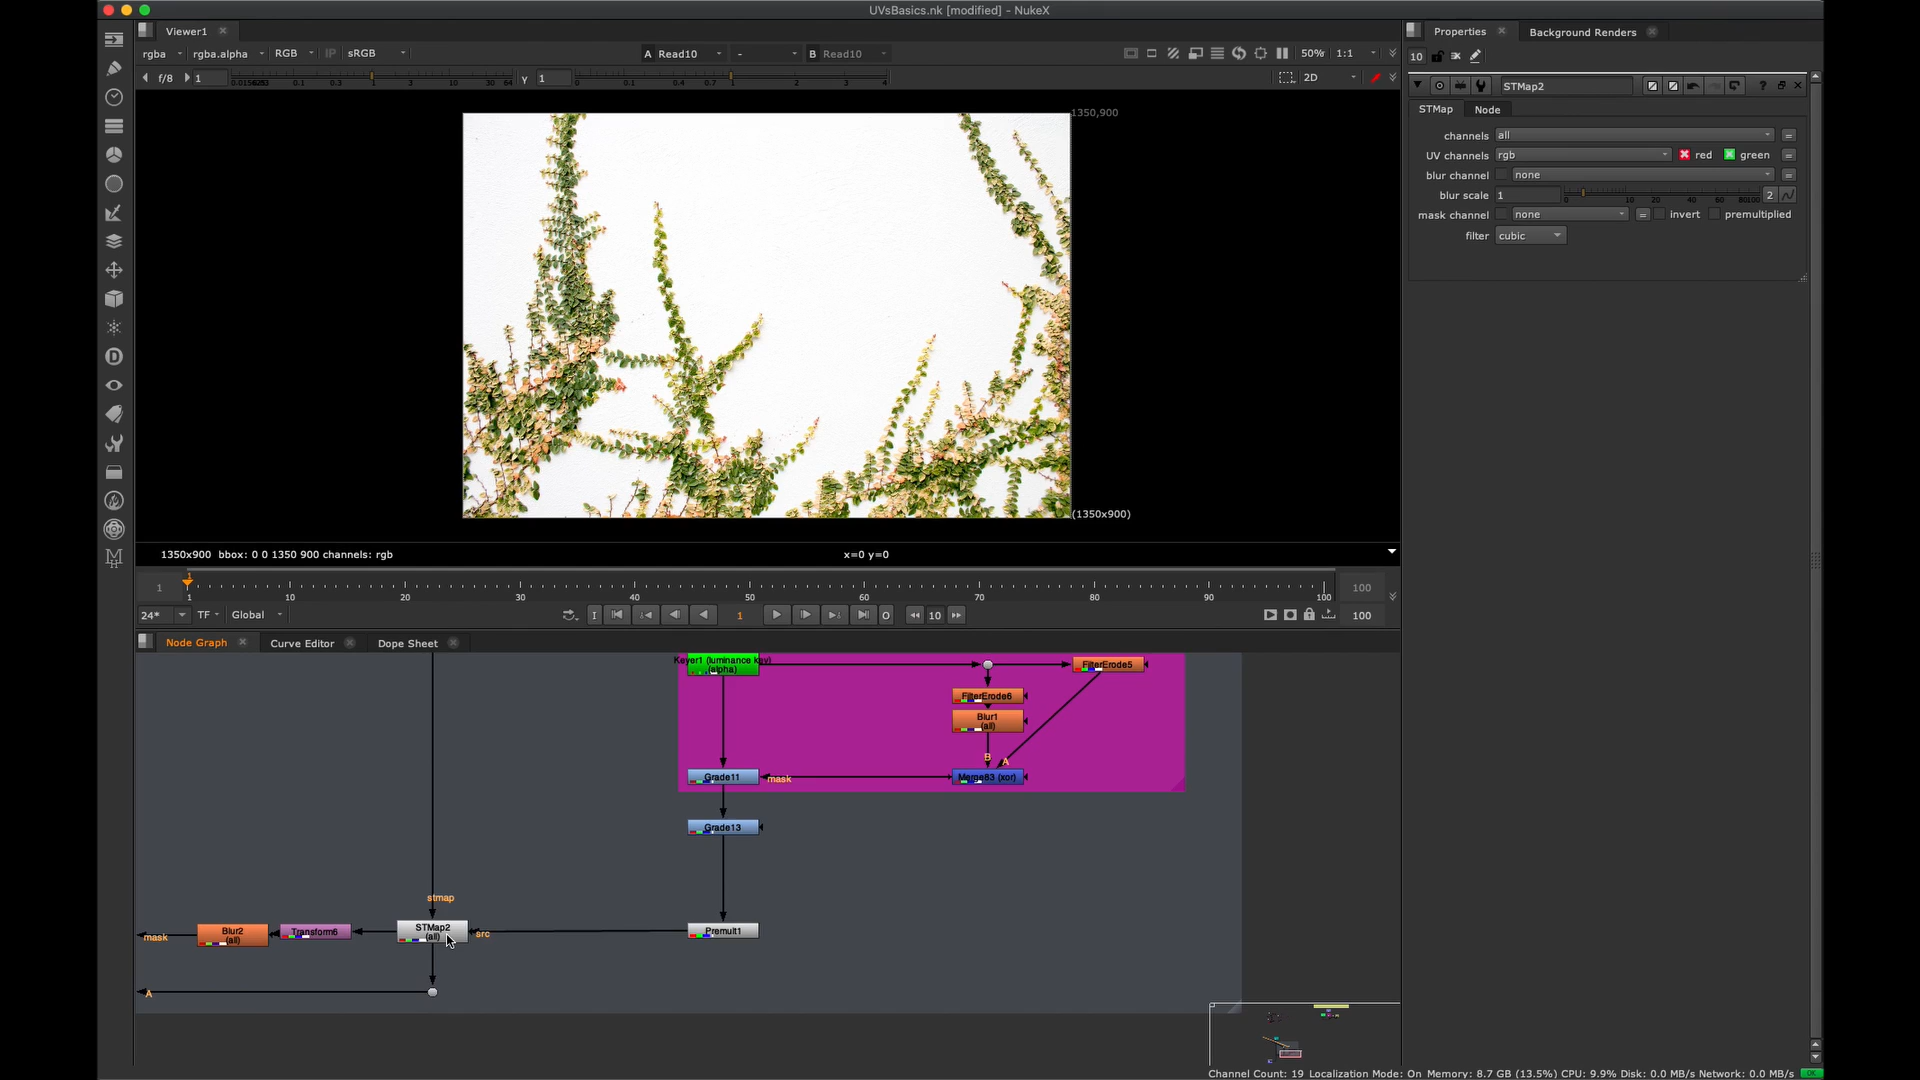 UVsBasics.nk [modified] - NukeX
Viewer1
Properties
Background Renders
rgba
rgba.alpha
RGB
IP
sRGB
A Read10
-
B Read10
50%
1:1
10
f/8
1
γ
1
2D
STMap2
STMap
Node
channels all
UV channels rgb red green
blur channel none
blur scale 1 2
mask channel none invert premultiplied
filter cubic
1350,900
(1350x900)
1350x900 bbox: 0 0 1350 900 channels: rgb
x=0 y=0
1
1
1 10 20 30 40 50 60 70 80 90 100
100
24*
TF
Global
I
1
O
10
100
Node Graph
Curve Editor
Dope Sheet
Keyer1 (luminance key)
(alpha)
FilterErode5
FilterErode6
Blur1
(all)
B
A
Grade11
mask
Merge83 (xor)
Grade13
stmap
mask
Blur2
(all)
Transform6
STMap2
(all)
src
Premult1
A
Channel Count: 19 Localization Mode: On Memory: 8.7 GB (13.5%) CPU: 9.9% Disk: 0.0 MB/s Network: 0.0 MB/s OK